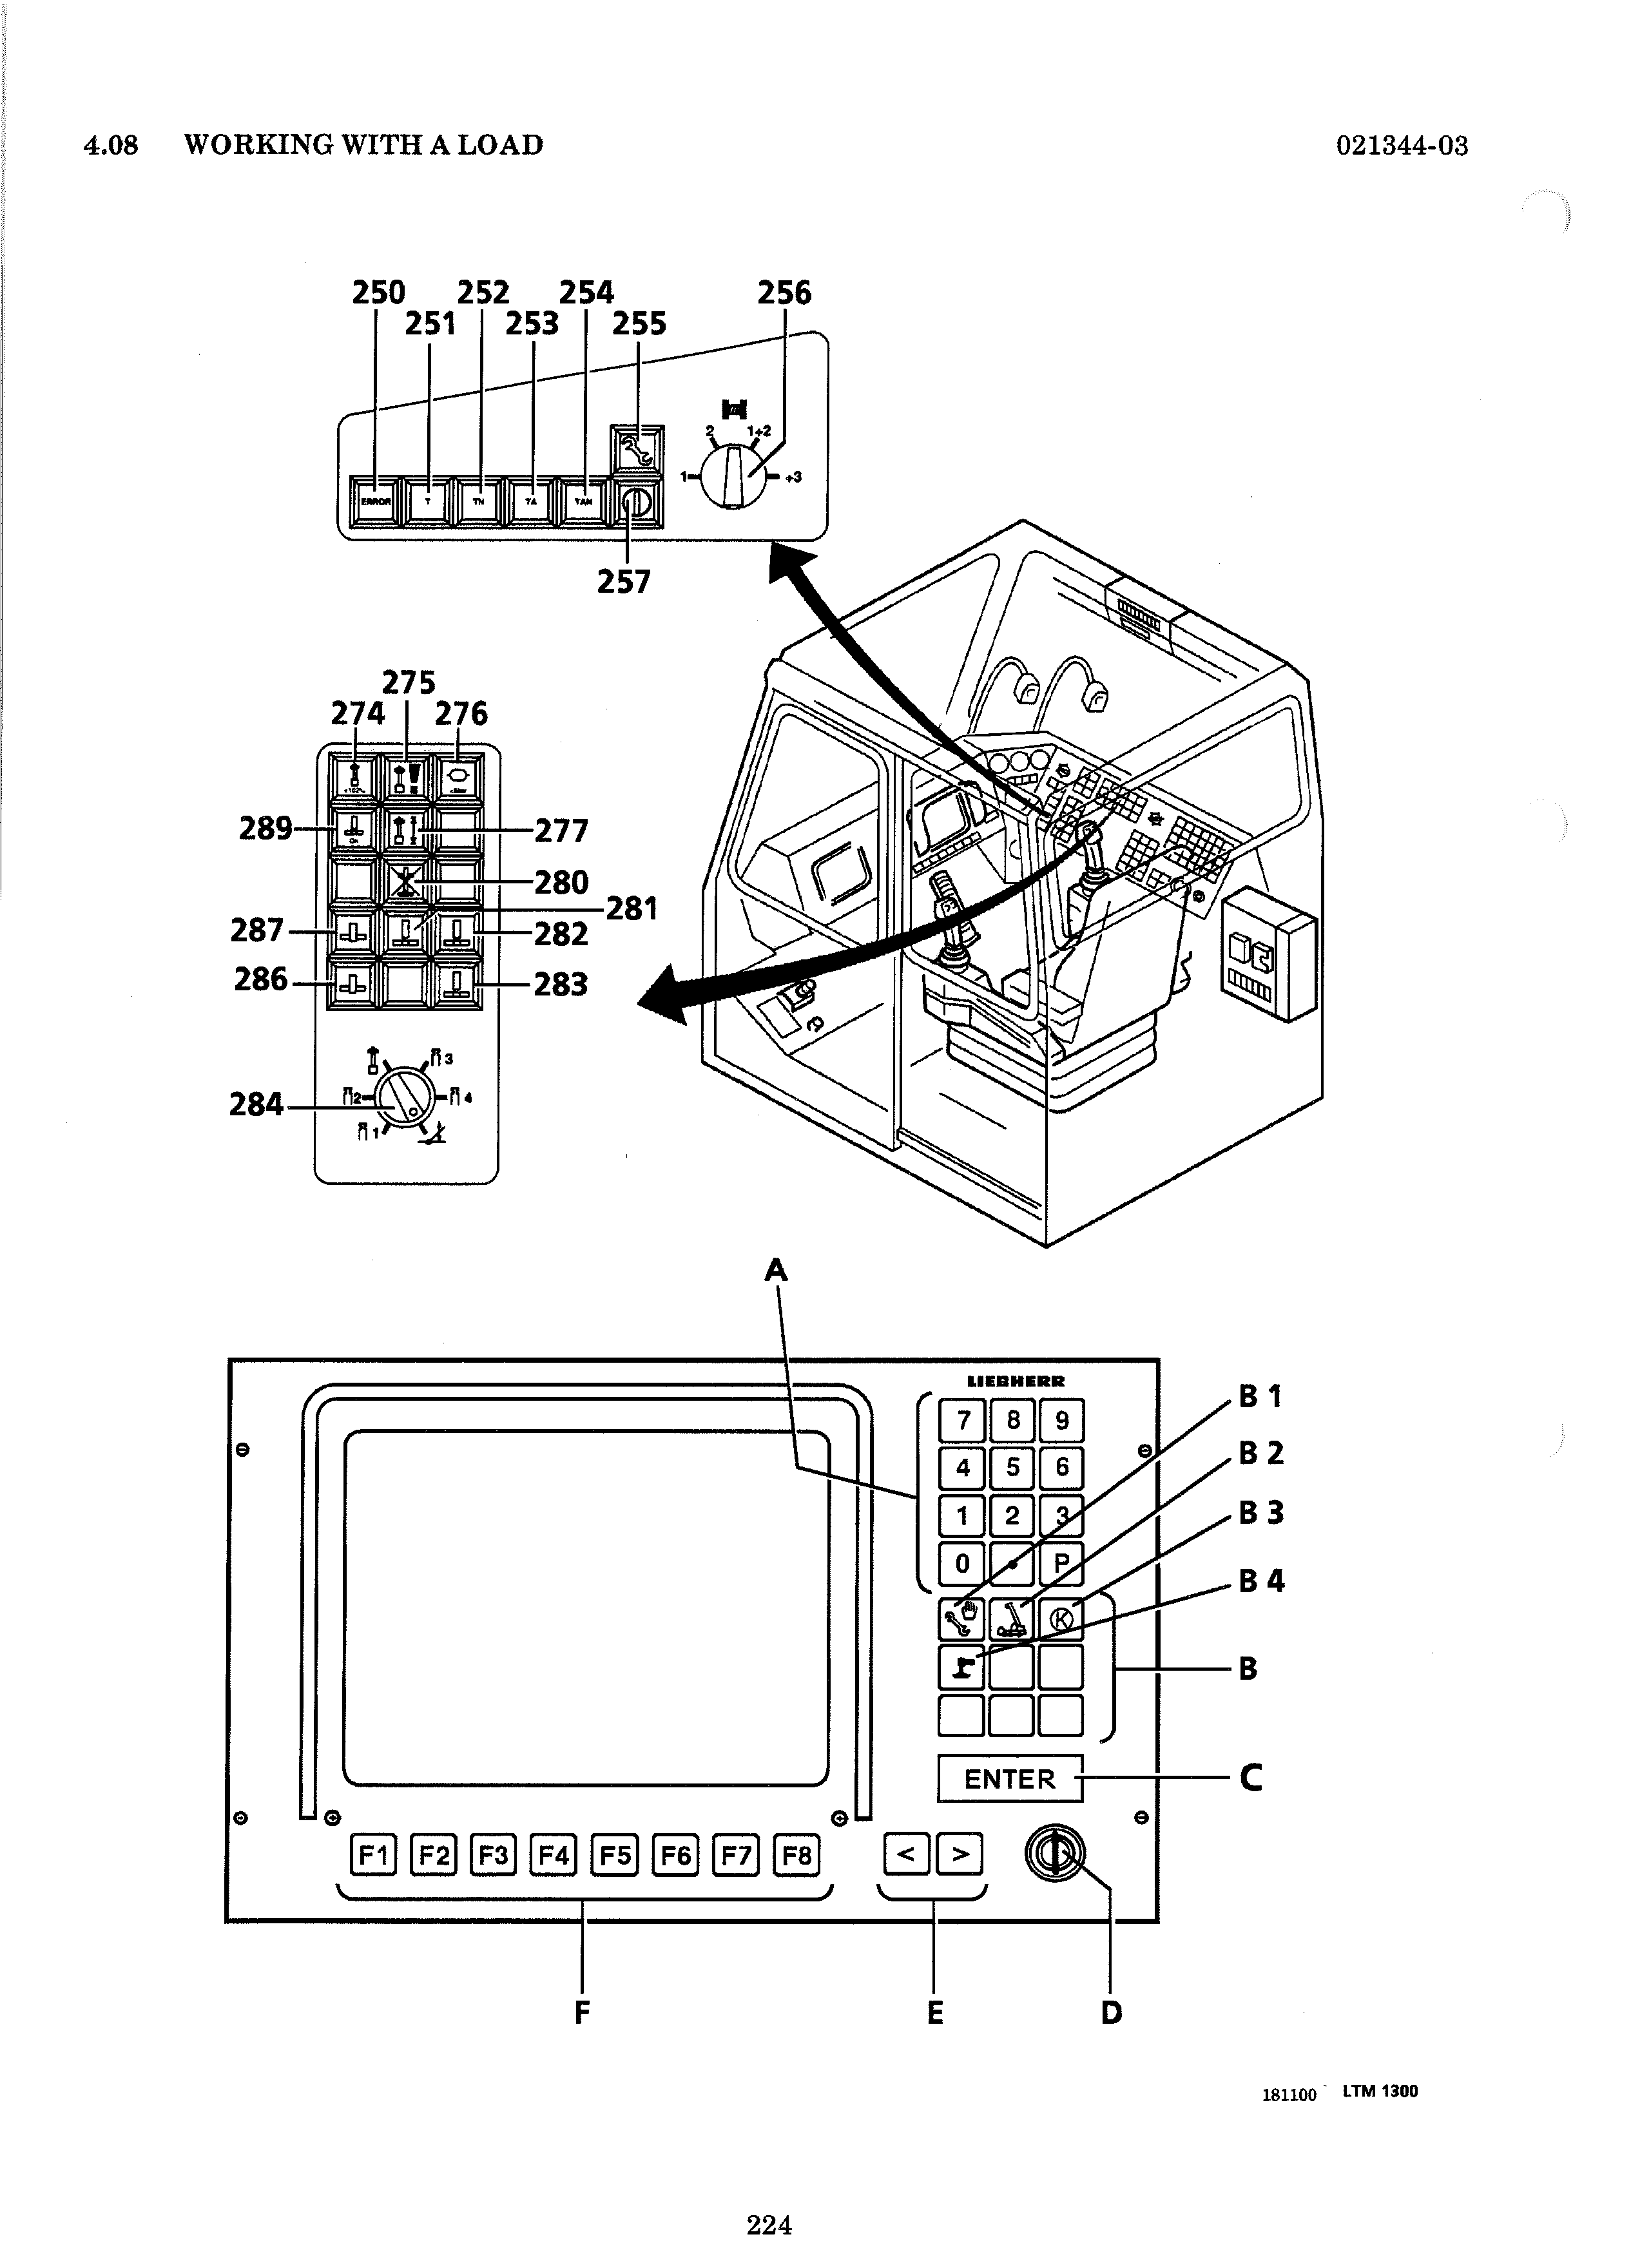 4.08 WORKING WITH A LOAD 021344-03
250 252 254 256
251 253 255
2 1+2
1 +3
ERROR T TN TA TAN
257
275
274 276
<102%
289 277
ON
280
281
287 282
286 283
3
284 2 4
1
A
LIEBHERR
7 8 9
B 1
4 5 6
B 2
1 2 3
B 3
0 . P
B 4
K
B
ENTER C
F1 F2 F3 F4 F5 F6 F7 F8 < >
F E D
181100 LTM 1300
224